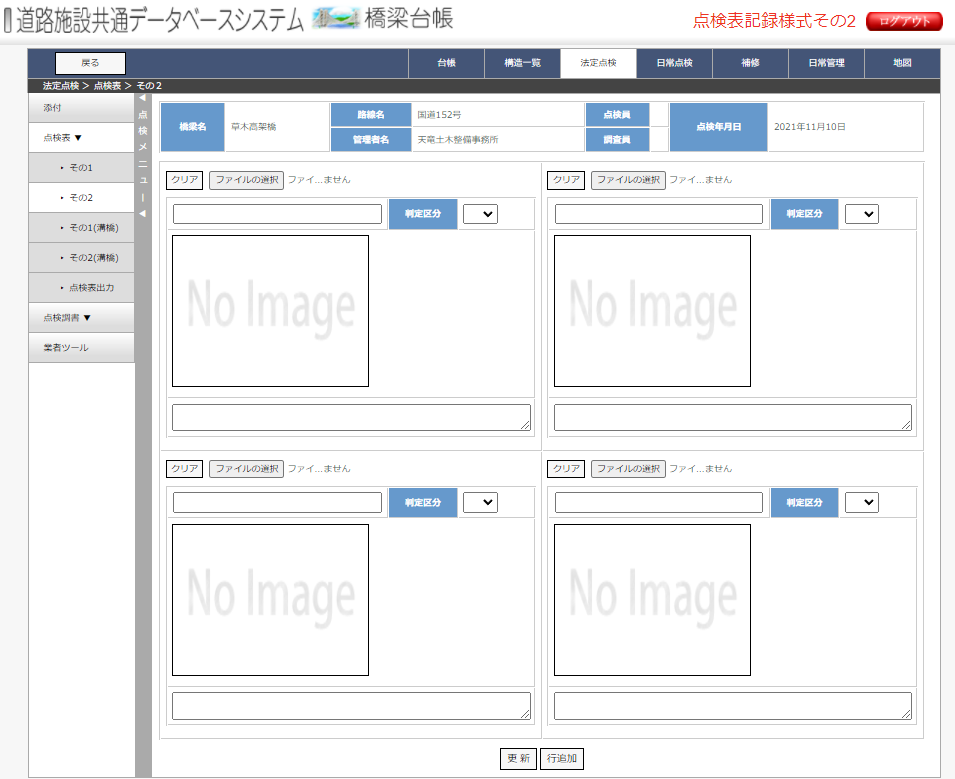 道路施設共通データベースシステム 橋梁台帳
点検表記録様式その2 ログアウト
戻る 台帳 構造一覧 法定点検 日常点検 補修 日常管理 地図
法定点検 > 点検表 > その2
添付
点検表▼
・ その1
・ その2
・ その1(溝橋)
・ その2(溝橋)
・ 点検表出力
点検調書▼
業者ツール
◀点検メニュー◀
橋梁名 草木高架橋 路線名 国道152号 点検員 点検年月日 2021年11月10日
管理者名 天竜土木整備事務所 調査員
クリア ファイルの選択 ファイ...ません クリア ファイルの選択 ファイ...ません
判定区分 判定区分
No Image No Image
クリア ファイルの選択 ファイ...ません クリア ファイルの選択 ファイ...ません
判定区分 判定区分
No Image No Image
更新 行追加